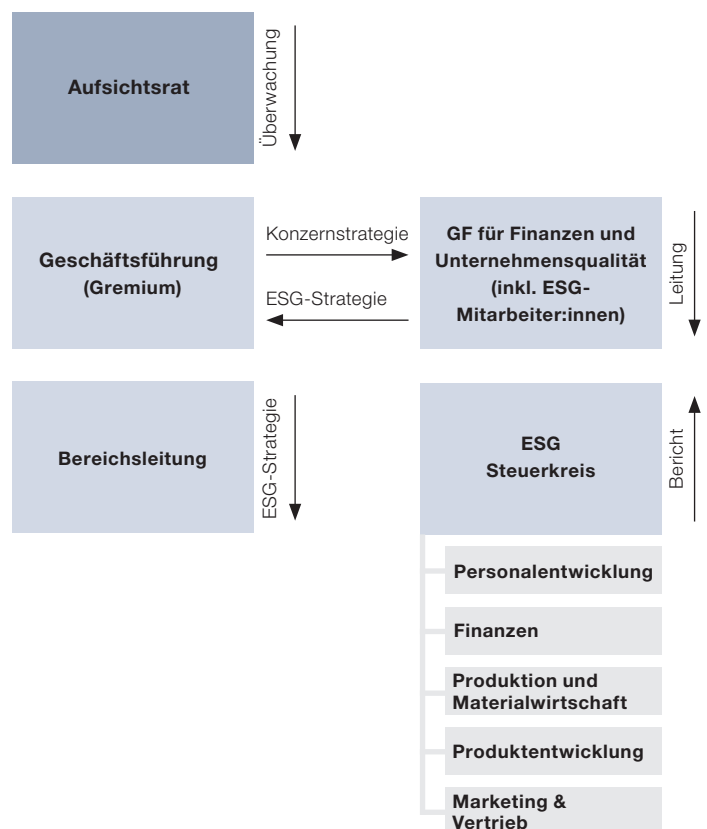 Aufsichtsrat
Überwachung
Geschäftsführung
(Gremium)
Konzernstrategie
ESG-Strategie
GF für Finanzen und
Unternehmensqualität
(inkl. ESG-
Mitarbeiter:innen)
Leitung
Bereichsleitung
ESG-Strategie
ESG
Steuerkreis
Bericht
Personalentwicklung
Finanzen
Produktion und
Materialwirtschaft
Produktentwicklung
Marketing &
Vertrieb